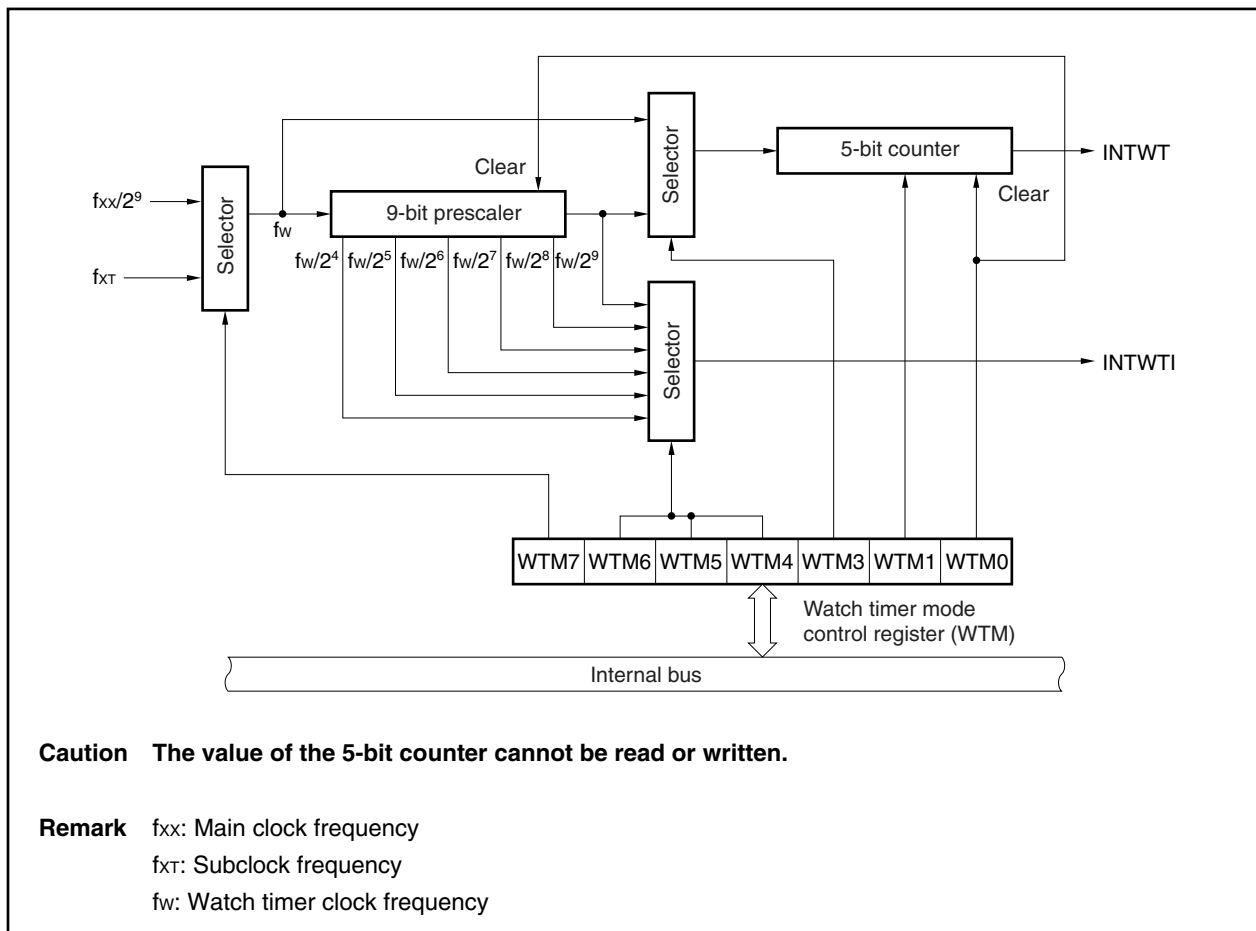 Selector
5-bit counter
INTWT
Clear
Clear
fxx/2⁹
Selector
9-bit prescaler
fw
fw/2⁴ fw/2⁵ fw/2⁶ fw/2⁷ fw/2⁸ fw/2⁹
fxT
Selector
INTWTI
WTM7 WTM6 WTM5 WTM4 WTM3 WTM1 WTM0
Watch timer mode
control register (WTM)
Internal bus
Caution The value of the 5-bit counter cannot be read or written.
Remark fxx: Main clock frequency
fxT: Subclock frequency
fw: Watch timer clock frequency